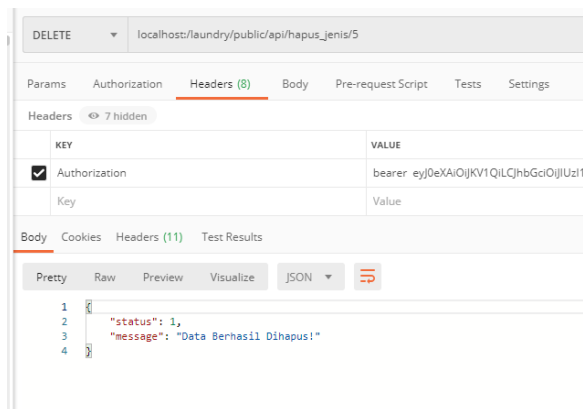 DELETE localhost:/laundry/public/api/hapus_jenis/5
Params Authorization Headers (8) Body Pre-request Script Tests Settings
Headers 7 hidden
KEY VALUE
Authorization bearer eyJ0eXAiOiJKV1QiLCJhbGciOiJIUzI1
Key Value
Body Cookies Headers (11) Test Results
Pretty Raw Preview Visualize JSON
1 {
2 "status": 1,
3 "message": "Data Berhasil Dihapus!"
4 }